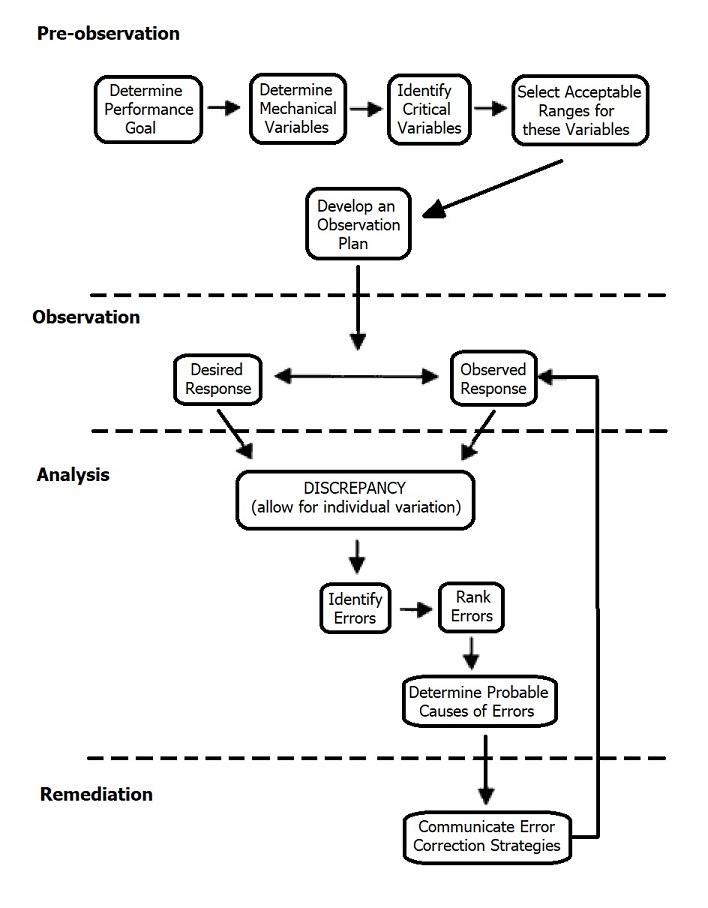 Pre-observation
Determine
Performance
Goal
Determine
Mechanical
Variables
Identify
Critical
Variables
Select Acceptable
Ranges for
these Variables
Develop an
Observation
Plan
Observation
Desired
Response
Observed
Response
Analysis
DISCREPANCY
(allow for individual variation)
Identify
Errors
Rank
Errors
Determine Probable
Causes of Errors
Remediation
Communicate Error
Correction Strategies